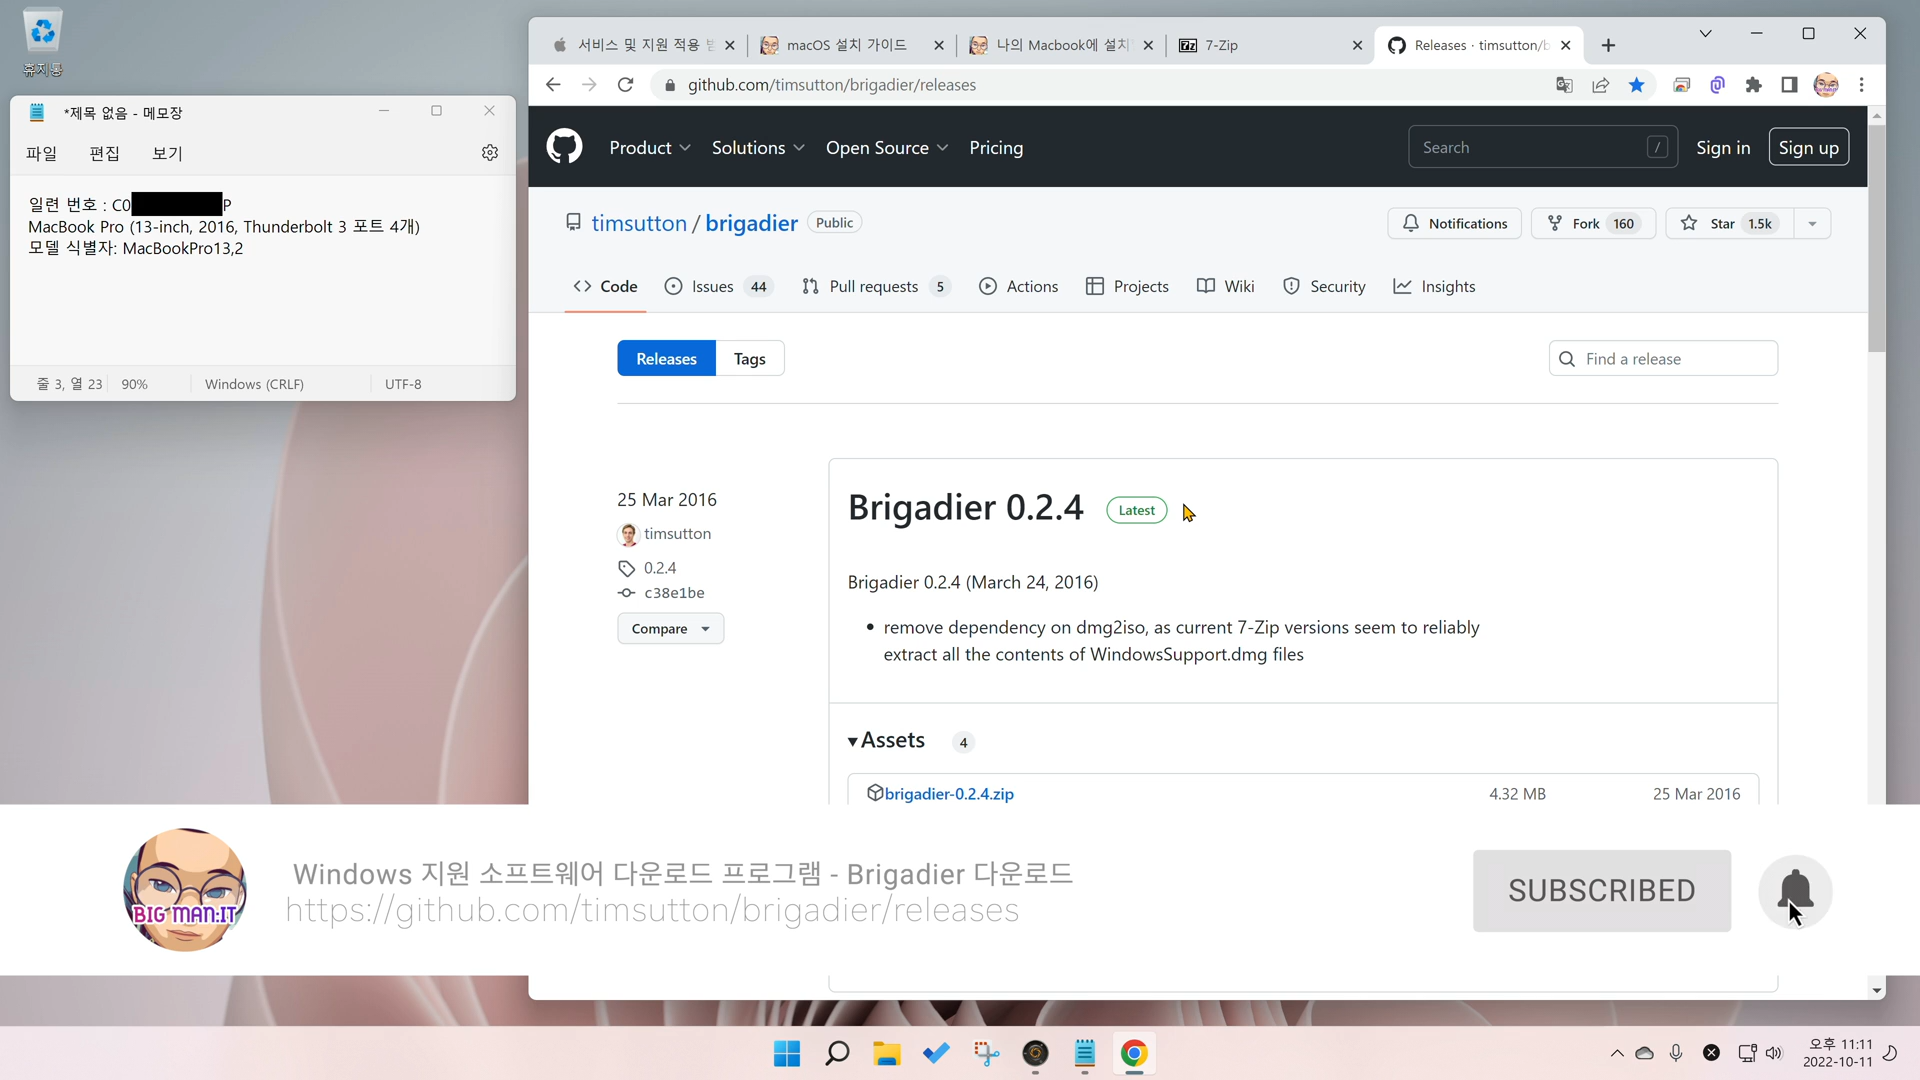 휴지통
*제목 없음 - 메모장
파일 편집 보기
일련 번호 : C0 P
MacBook Pro (13-inch, 2016, Thunderbolt 3 포트 4개)
모델 식별자: MacBookPro13,2
줄 3, 열 23 90% Windows (CRLF) UTF-8
서비스 및 지원 적용 macOS 설치 가이드 나의 Macbook에 설치 7z 7-Zip Releases · timsutton/b
github.com/timsutton/brigadier/releases
Product Solutions Open Source Pricing Search / Sign in Sign up
timsutton / brigadier Public Notifications Fork 160 Star 1.5k
Code Issues 44 Pull requests 5 Actions Projects Wiki Security Insights
Releases Tags Find a release
25 Mar 2016
timsutton
0.2.4
c38e1be
Compare
Brigadier 0.2.4 Latest
Brigadier 0.2.4 (March 24, 2016)
• remove dependency on dmg2iso, as current 7-Zip versions seem to reliably
extract all the contents of WindowsSupport.dmg files
Assets 4
brigadier-0.2.4.zip 4.32 MB 25 Mar 2016
BIG MAN:IT
Windows 지원 소프트웨어 다운로드 프로그램 - Brigadier 다운로드
https://github.com/timsutton/brigadier/releases
SUBSCRIBED
오후 11:11
2022-10-11